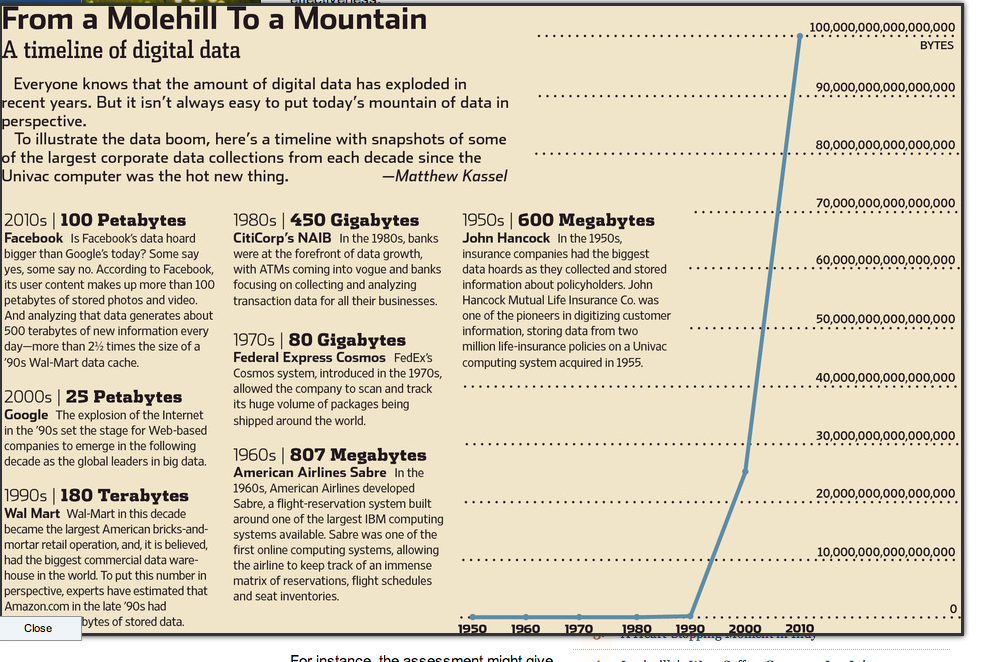 From a Molehill To a Mountain
A timeline of digital data
Everyone knows that the amount of digital data has exploded in
recent years. But it isn't always easy to put today's mountain of data in
perspective.
To illustrate the data boom, here's a timeline with snapshots of some
of the largest corporate data collections from each decade since the
Univac computer was the hot new thing. —Matthew Kassel
2010s | 100 Petabytes
Facebook Is Facebook's data hoard
bigger than Google's today? Some say
yes, some say no. According to Facebook,
its user content makes up more than 100
petabytes of stored photos and video.
And analyzing that data generates about
500 terabytes of new information every
day—more than 2½ times the size of a
'90s Wal-Mart data cache.
2000s | 25 Petabytes
Google The explosion of the Internet
in the '90s set the stage for Web-based
companies to emerge in the following
decade as the global leaders in big data.
1990s | 180 Terabytes
Wal Mart Wal-Mart in this decade
became the largest American bricks-and-
mortar retail operation, and, it is believed,
had the biggest commercial data ware-
house in the world. To put this number in
perspective, experts have estimated that
Amazon.com in the late '90s had
bytes of stored data.
Close
1980s | 450 Gigabytes
CitiCorp's NAIB In the 1980s, banks
were at the forefront of data growth,
with ATMs coming into vogue and banks
focusing on collecting and analyzing
transaction data for all their businesses.
1970s | 80 Gigabytes
Federal Express Cosmos FedEx's
Cosmos system, introduced in the 1970s,
allowed the company to scan and track
its huge volume of packages being
shipped around the world.
1960s | 807 Megabytes
American Airlines Sabre In the
1960s, American Airlines developed
Sabre, a flight-reservation system built
around one of the largest IBM computing
systems available. Sabre was one of the
first online computing systems, allowing
the airline to keep track of an immense
matrix of reservations, flight schedules
and seat inventories.
1950s | 600 Megabytes
John Hancock In the 1950s,
insurance companies had the biggest
data hoards as they collected and stored
information about policyholders. John
Hancock Mutual Life Insurance Co. was
one of the pioneers in digitizing customer
information, storing data from two
million life-insurance policies on a Univac
computing system acquired in 1955.
100,000,000,000,000,000
BYTES
90,000,000,000,000,000
80,000,000,000,000,000
70,000,000,000,000,000
60,000,000,000,000,000
50,000,000,000,000,000
40,000,000,000,000,000
30,000,000,000,000,000
20,000,000,000,000,000
10,000,000,000,000,000
0
1950 1960 1970 1980 1990 2000 2010
For instance, the assessment might give